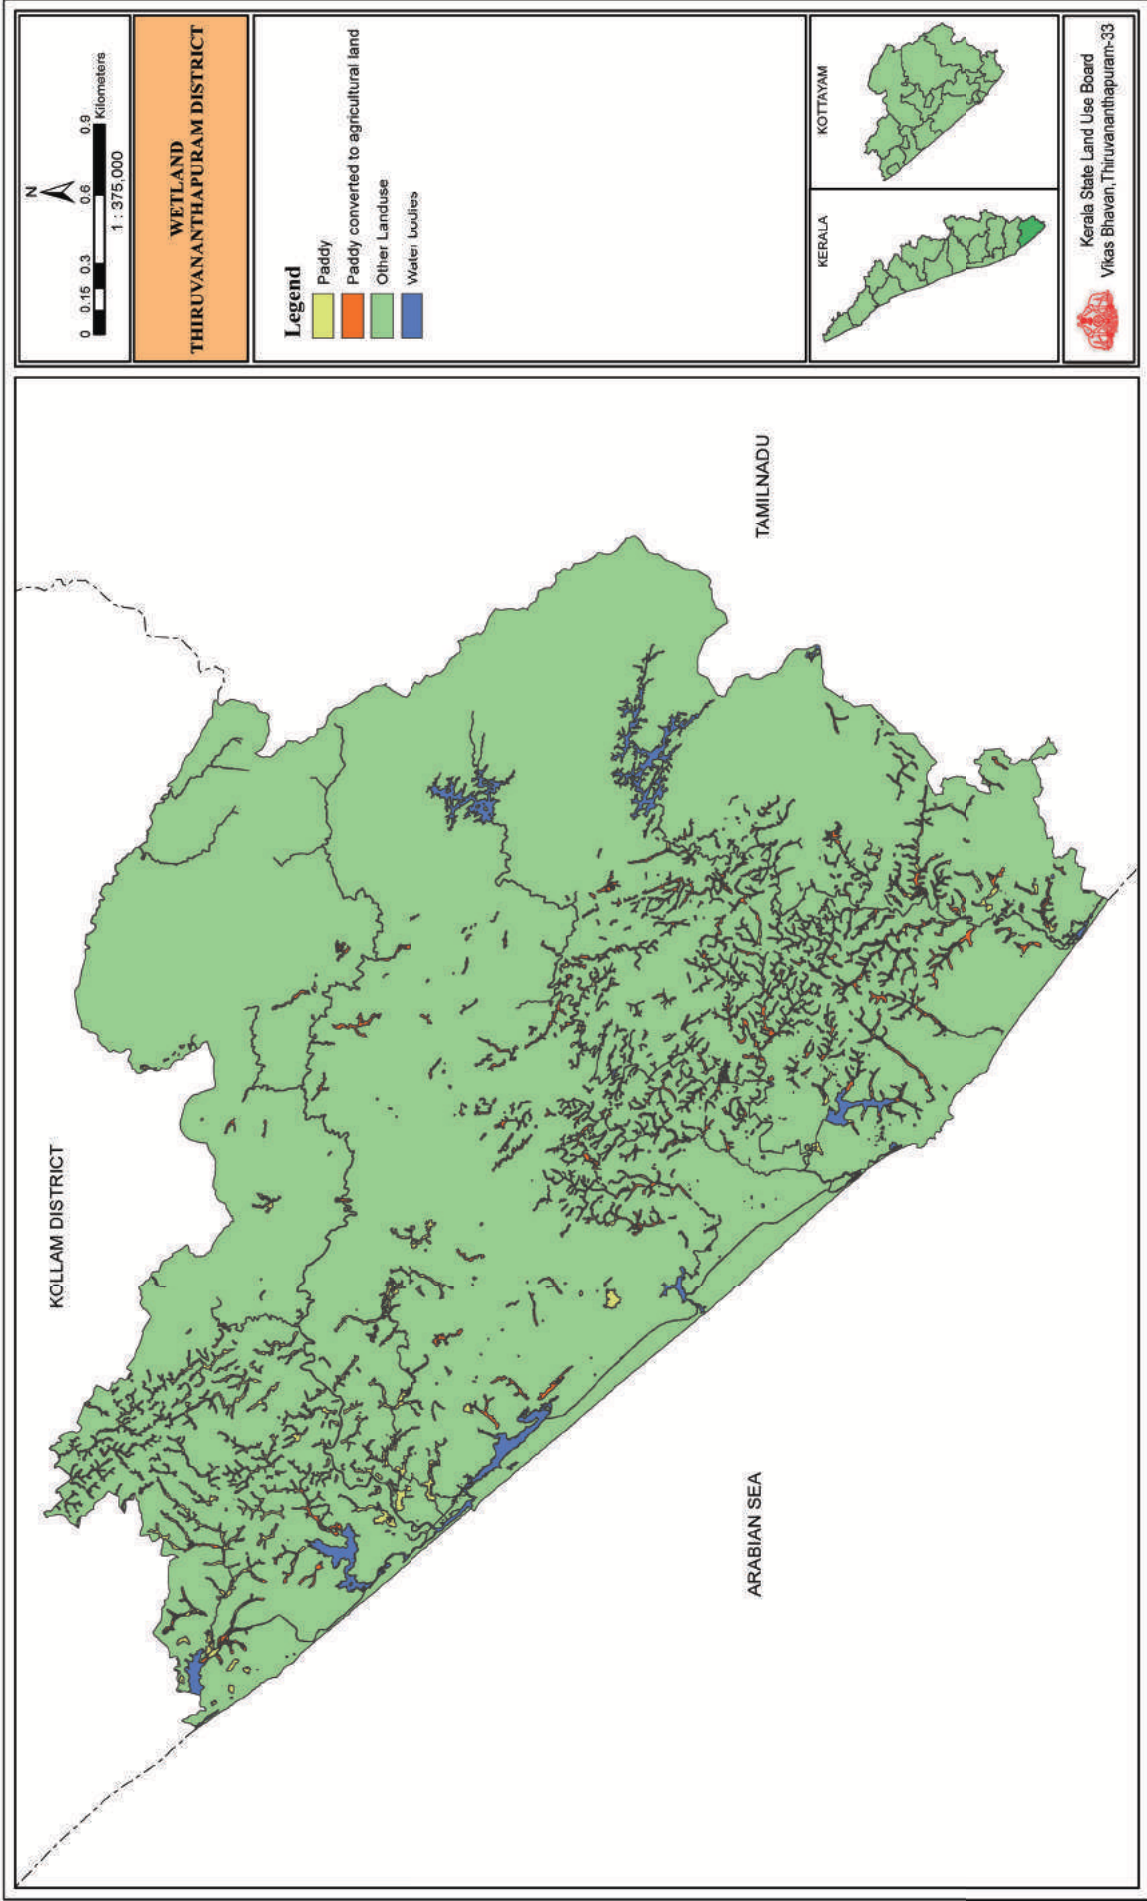 KOLLAM DISTRICT
TAMILNADU
ARABIAN SEA
N
0 0.15 0.3 0.6 0.9
Kilometers
1 : 375,000
WETLAND
THIRUVANANTHAPURAM DISTRICT
Legend
Paddy
Paddy converted to agricultural land
Other Landuse
Water bodies
KERALA
KOTTAYAM
Kerala State Land Use Board
Vikas Bhavan,Thiruvananthapuram-33